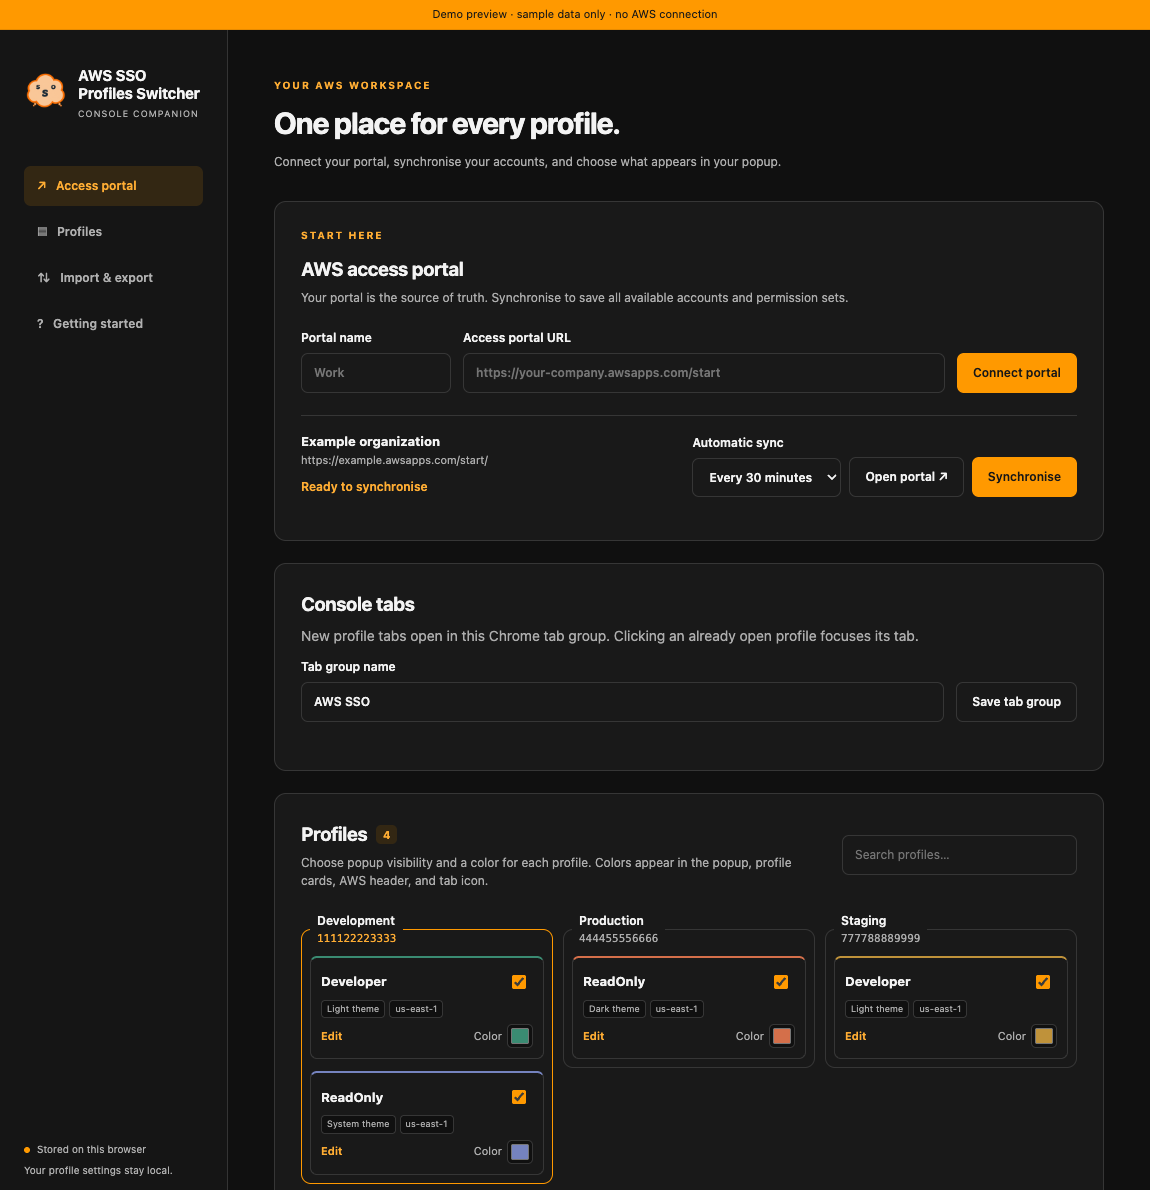 Demo preview · sample data only · no AWS connection
AWS SSO
Profiles Switcher
CONSOLE COMPANION
↗ Access portal
Profiles
Import & export
? Getting started
Stored on this browser
Your profile settings stay local.
YOUR AWS WORKSPACE
One place for every profile.
Connect your portal, synchronise your accounts, and choose what appears in your popup.
START HERE
AWS access portal
Your portal is the source of truth. Synchronise to save all available accounts and permission sets.
Portal name
Access portal URL
Work
https://your-company.awsapps.com/start
Connect portal
Example organization
https://example.awsapps.com/start/
Ready to synchronise
Automatic sync
Every 30 minutes
Open portal ↗
Synchronise
Console tabs
New profile tabs open in this Chrome tab group. Clicking an already open profile focuses its tab.
Tab group name
AWS SSO
Save tab group
Profiles 4
Choose popup visibility and a color for each profile. Colors appear in the popup, profile
cards, AWS header, and tab icon.
Search profiles...
Development
111122223333
Developer
Light theme us-east-1
Edit Color
ReadOnly
System theme us-east-1
Edit Color
Production
444455556666
ReadOnly
Dark theme us-east-1
Edit Color
Staging
777788889999
Developer
Light theme us-east-1
Edit Color